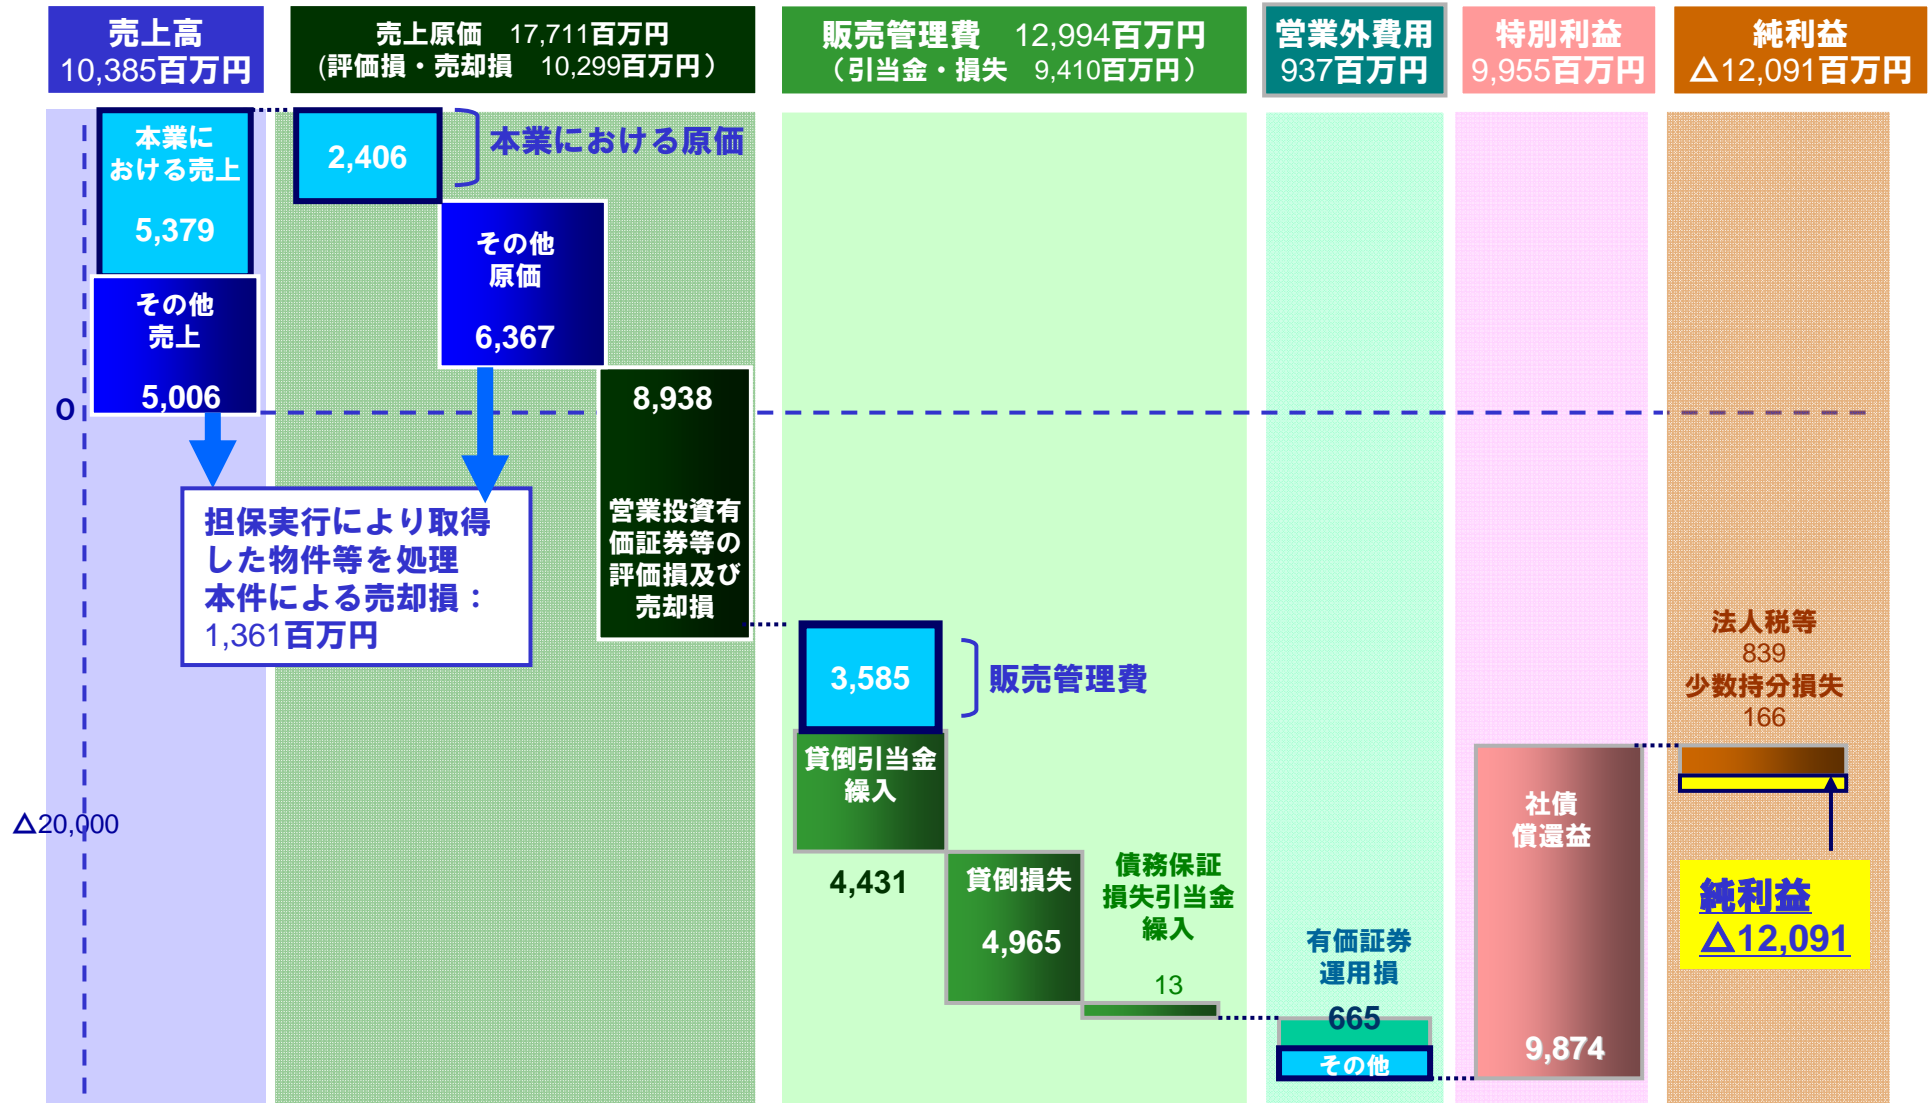 売上高
10,385百万円
売上原価 17,711百万円
(評価損・売却損 10,299百万円)
販売管理費 12,994百万円
(引当金・損失 9,410百万円)
営業外費用
937百万円
特別利益
9,955百万円
純利益
△12,091百万円
本業に
おける売上
5,379
その他
売上
5,006
0
△20,000
2,406
本業における原価
その他
原価
6,367
8,938
営業投資有
価証券等の
評価損及び
売却損
担保実行により取得
した物件等を処理
本件による売却損：
1,361百万円
3,585
販売管理費
貸倒引当金
繰入
4,431
貸倒損失
4,965
債務保証
損失引当金
繰入
13
有価証券
運用損
665
その他
社債
償還益
9,874
法人税等
839
少数持分損失
166
純利益
△12,091